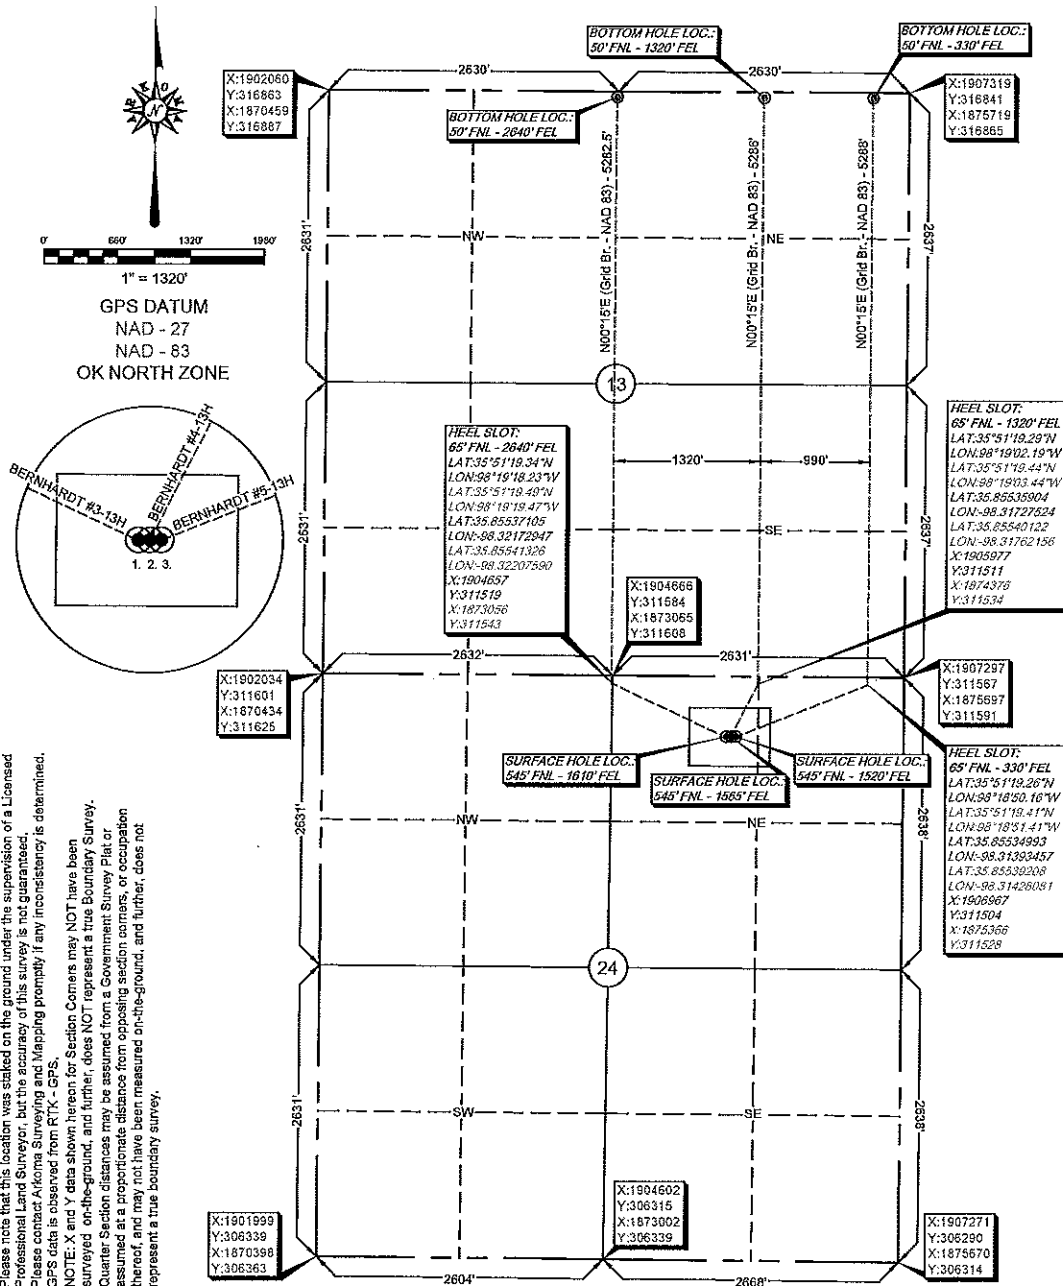 BOTTOM HOLE LOC.:
50' FNL - 1320' FEL
BOTTOM HOLE LOC.:
50' FNL - 330' FEL
X:1902060
Y:316863
X:1870459
Y:316887
2630'
2630'
X:1907319
Y:316841
X:1875719
Y:316865
BOTTOM HOLE LOC.:
50' FNL - 2640' FEL
N
0'
660'
1320'
1980'
1" = 1320'
GPS DATUM
NAD - 27
NAD - 83
OK NORTH ZONE
2631'
NW
NE
2637'
N00°15'E (Grid Br. - NAD 83) - 5282.5'
N00°15'E (Grid Br. - NAD 83) - 5286'
N00°15'E (Grid Br. - NAD 83) - 5288'
13
BERNHARDT #3-13H
BERNHARDT #4-13H
BERNHARDT #5-13H
1. 2. 3.
HEEL SLOT:
65' FNL - 2640' FEL
LAT:35°51'19.34"N
LON:98°19'18.23"W
LAT:35°51'19.49"N
LON:98°19'19.47"W
LAT:35.85537105
LON:-98.32172947
LAT:35.85541326
LON:-98.32207590
X:1904657
Y:311519
X:1873056
Y:311543
1320'
990'
HEEL SLOT:
65' FNL - 1320' FEL
LAT:35°51'19.29"N
LON:98°19'02.19"W
LAT:35°51'19.44"N
LON:98°19'03.44"W
LAT:35.85535904
LON:-98.31727524
LAT:35.85540122
LON:-98.31762156
X:1905977
Y:311511
X:1874376
Y:311534
2631'
SE
2637'
X:1904666
Y:311584
X:1873065
Y:311608
2632'
2631'
X:1902034
Y:311601
X:1870434
Y:311625
X:1907297
Y:311567
X:1875697
Y:311591
SURFACE HOLE LOC.:
545' FNL - 1610' FEL
SURFACE HOLE LOC.:
545' FNL - 1565' FEL
SURFACE HOLE LOC.:
545' FNL - 1520' FEL
HEEL SLOT:
65' FNL - 330' FEL
LAT:35°51'19.26"N
LON:98°18'50.16"W
LAT:35°51'19.41"N
LON:98°18'51.41"W
LAT:35.85534993
LON:-98.31393457
LAT:35.85539208
LON:-98.31428081
X:1906967
Y:311504
X:1875366
Y:311528
2631'
NW
NE
2638'
24
2631'
SW
SE
2638'
X:1901999
Y:306339
X:1870398
Y:306363
X:1904602
Y:306315
X:1873002
Y:306339
X:1907271
Y:306290
X:1875670
Y:306314
2604'
2668'
Please note that this location was staked on the ground under the supervision of a Licensed
Professional Land Surveyor, but the accuracy of this survey is not guaranteed.
Please contact Arkoma Surveying and Mapping promptly if any inconsistency is determined.
GPS data is observed from RTK - GPS.
NOTE: X and Y data shown hereon for Section Corners may NOT have been
surveyed on-the-ground, and further, does NOT represent a true Boundary Survey.
Quarter Section distances may be assumed from a Government Survey Plat or
assumed at a proportionate distance from opposing section corners, or occupation
thereof, and may not have been measured on-the-ground, and further, does not
represent a true boundary survey.